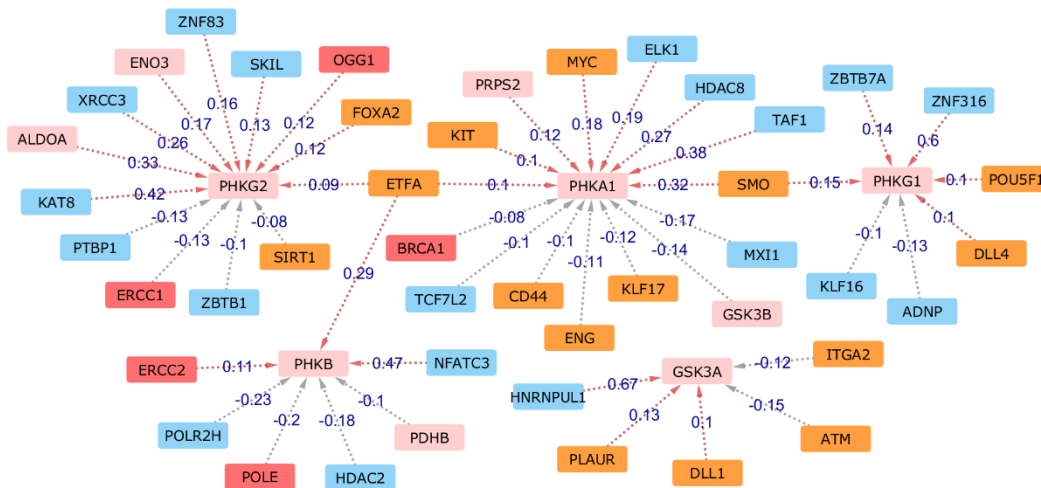 ZNF83
ENO3
SKIL
OGG1
MYC
ELK1
PRPS2
HDAC8
ZBTB7A
XRCC3
FOXA2
ZNF316
KIT
TAF1
ALDOA
0.16
0.17
0.13
0.12
0.26
0.12
0.33
0.18
0.19
0.12
0.27
0.1
0.38
0.14
0.6
KAT8
0.42
PHKG2
0.09
ETFA
0.1
PHKA1
0.32
SMO
0.15
PHKG1
0.1
POU5F1
PTBP1
-0.13
-0.13
-0.1
-0.08
SIRT1
BRCA1
-0.08
-0.1
-0.1
-0.11
-0.12
-0.14
-0.17
MXI1
-0.1
-0.13
0.1
DLL4
ERCC1
ZBTB1
0.29
TCF7L2
CD44
KLF17
GSK3B
KLF16
ADNP
ENG
ERCC2
0.11
PHKB
0.47
NFATC3
GSK3A
-0.12
ITGA2
HNRNPUL1
0.67
-0.23
-0.2
-0.18
-0.1
0.13
0.1
-0.15
POLR2H
PDHB
PLAUR
ATM
POLE
HDAC2
DLL1